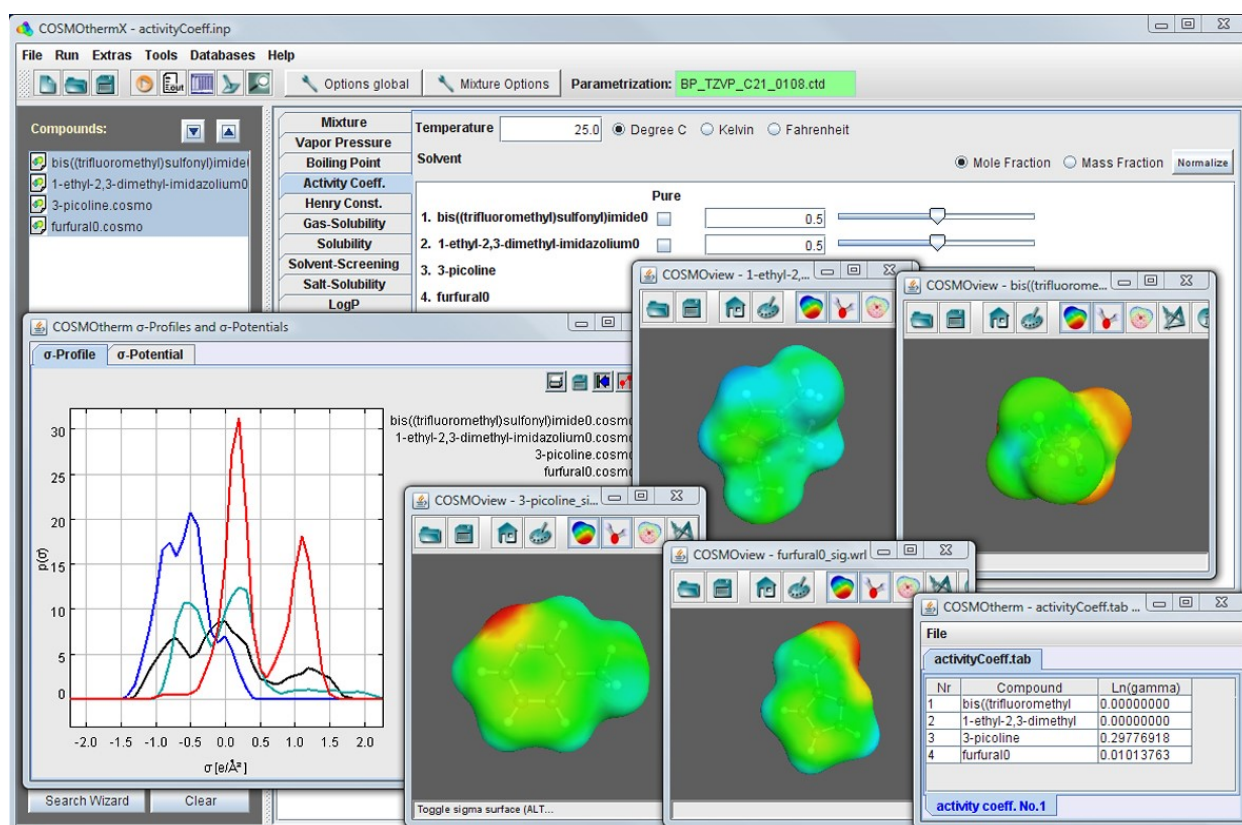 COSMOthermX - activityCoeff.inp
File Run Extras Tools Databases Help
Options global Mixture Options Parametrization: BP_TZVP_C21_0108.ctd
Compounds:
bis((trifluoromethyl)sulfonyl)imide
1-ethyl-2,3-dimethyl-imidazolium0
3-picoline.cosmo
furfural0.cosmo
Mixture
Vapor Pressure
Boiling Point
Activity Coeff.
Henry Const.
Gas-Solubility
Solubility
Solvent-Screening
Salt-Solubility
LogP
Temperature 25.0 Degree C Kelvin Fahrenheit
Solvent Mole Fraction Mass Fraction Normalize
Pure
1. bis((trifluoromethyl)sulfonyl)imide0 0.5
2. 1-ethyl-2,3-dimethyl-imidazolium0 0.5
3. 3-picoline
4. furfural0
COSMOview - 1-ethyl-2,...
COSMOview - bis((trifluorome...
COSMOtherm σ-Profiles and σ-Potentials
σ-Profile σ-Potential
bis((trifluoromethyl)sulfonyl)imide0.cosm
1-ethyl-2,3-dimethyl-imidazolium0.cosm
3-picoline.cosm
furfural0.cosm
30
25
20
15
10
5
0
p(σ)
-2.0 -1.5 -1.0 -0.5 0.0 0.5 1.0 1.5 2.0
σ [e/Å²]
Search Wizard Clear
COSMOview - 3-picoline_si...
Toggle sigma surface (ALT...
COSMOview - furfural0_sig.wrl
COSMOtherm - activityCoeff.tab ...
File
activityCoeff.tab
Nr Compound Ln(gamma)
1 bis((trifluoromethyl 0.00000000
2 1-ethyl-2,3-dimethyl 0.00000000
3 3-picoline 0.29776918
4 furfural0 0.01013763
activity coeff. No.1